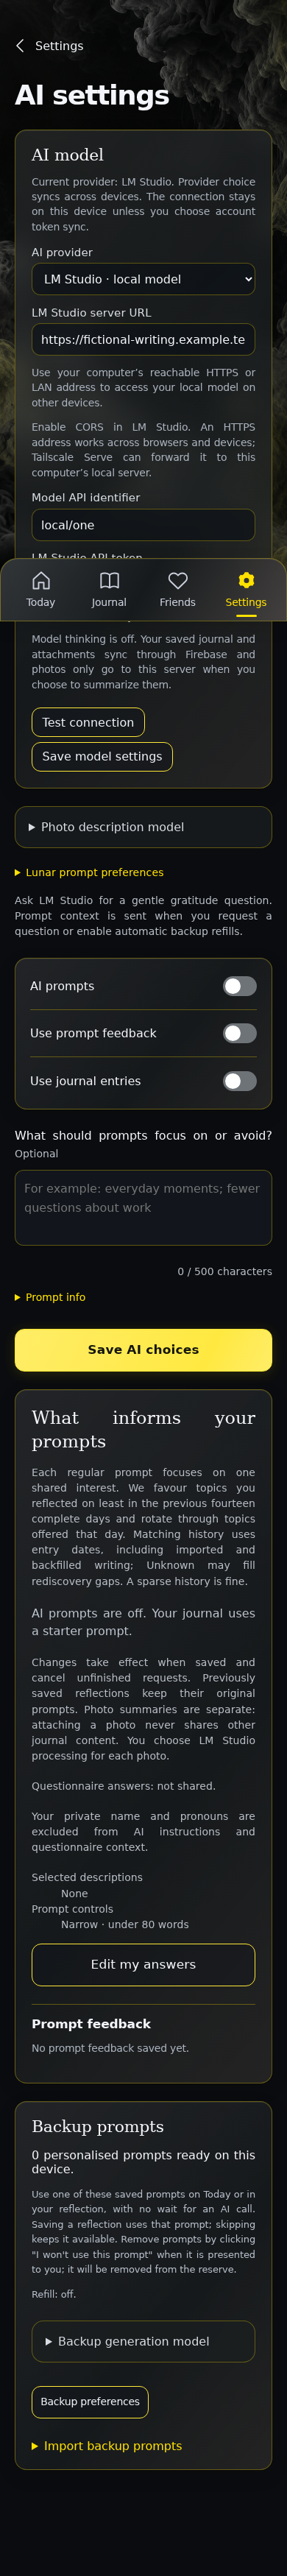 Settings
AI settings
AI model
Current provider: LM Studio. Provider choice
syncs across devices. The connection stays
on this device unless you choose account
token sync.
AI provider
LM Studio · local model
LM Studio server URL
https://fictional-writing.example.te
Use your computer’s reachable HTTPS or
LAN address to access your local model on
other devices.
Enable CORS in LM Studio. An HTTPS
address works across browsers and devices;
Tailscale Serve can forward it to this
computer’s local server.
Model API identifier
local/one
LM Studio API token
Today
Journal
Friends
Settings
Model thinking is off. Your saved journal and
attachments sync through Firebase and
photos only go to this server when you
choose to summarize them.
Test connection
Save model settings
Photo description model
Lunar prompt preferences
Ask LM Studio for a gentle gratitude question.
Prompt context is sent when you request a
question or enable automatic backup refills.
AI prompts
Use prompt feedback
Use journal entries
What should prompts focus on or avoid?
Optional
For example: everyday moments; fewer
questions about work
0 / 500 characters
Prompt info
Save AI choices
What informs your
prompts
Each regular prompt focuses on one
shared interest. We favour topics you
reflected on least in the previous fourteen
complete days and rotate through topics
offered that day. Matching history uses
entry dates, including imported and
backfilled writing; Unknown may fill
rediscovery gaps. A sparse history is fine.
AI prompts are off. Your journal uses
a starter prompt.
Changes take effect when saved and
cancel unfinished requests. Previously
saved reflections keep their original
prompts. Photo summaries are separate:
attaching a photo never shares other
journal content. You choose LM Studio
processing for each photo.
Questionnaire answers: not shared.
Your private name and pronouns are
excluded from AI instructions and
questionnaire context.
Selected descriptions
None
Prompt controls
Narrow · under 80 words
Edit my answers
Prompt feedback
No prompt feedback saved yet.
Backup prompts
0 personalised prompts ready on this
device.
Use one of these saved prompts on Today or in
your reflection, with no wait for an AI call.
Saving a reflection uses that prompt; skipping
keeps it available. Remove prompts by clicking
"I won't use this prompt" when it is presented
to you; it will be removed from the reserve.
Refill: off.
Backup generation model
Backup preferences
Import backup prompts